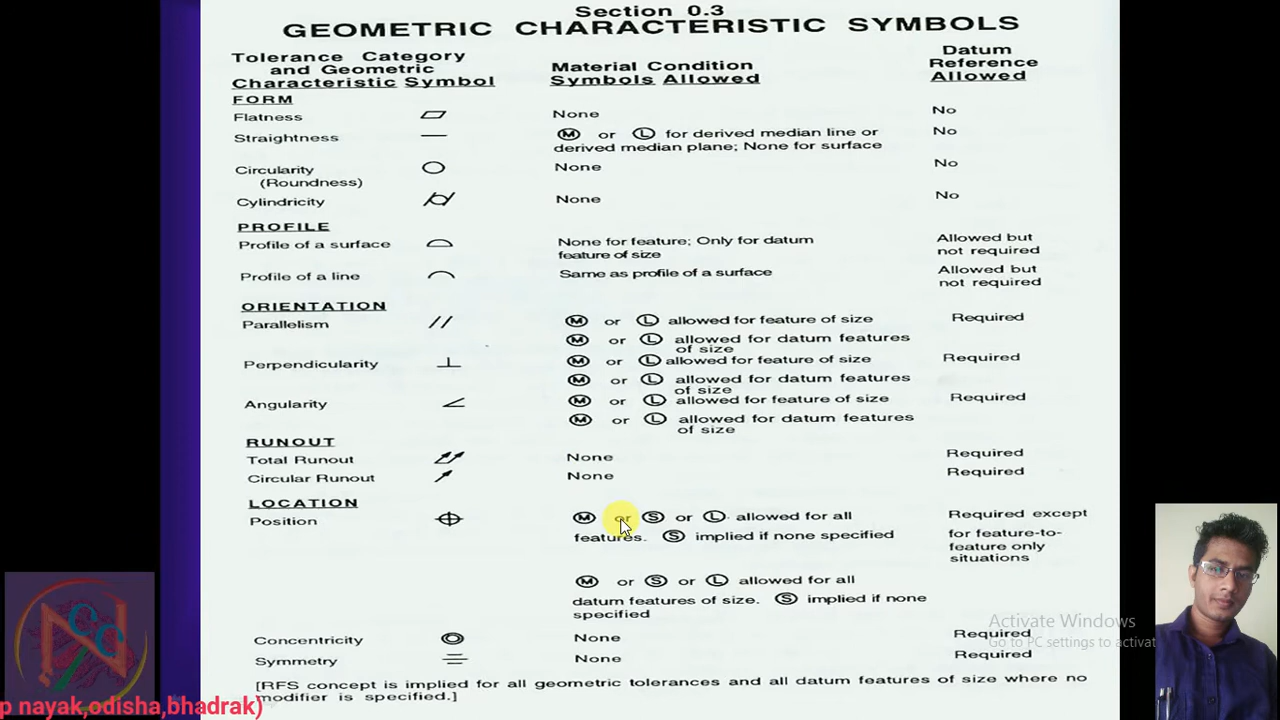 Section 0.3
GEOMETRIC CHARACTERISTIC SYMBOLS
Tolerance Category
and Geometric
Characteristic Symbol
Material Condition
Symbols Allowed
Datum
Reference
Allowed
FORM
Flatness
None
No
Straightness
M or L for derived median line or
derived median plane; None for surface
No
Circularity
(Roundness)
None
No
Cylindricity
None
No
PROFILE
Profile of a surface
None for feature; Only for datum
feature of size
Allowed but
not required
Profile of a line
Same as profile of a surface
Allowed but
not required
ORIENTATION
Parallelism
M or L allowed for feature of size
M or L allowed for datum features
of size
Required
Perpendicularity
M or L allowed for feature of size
M or L allowed for datum features
of size
Required
Angularity
M or L allowed for feature of size
M or L allowed for datum features
of size
Required
RUNOUT
Total Runout
None
Required
Circular Runout
None
Required
LOCATION
Position
M or S or L allowed for all
features. S implied if none specified
Required except
for feature-to-
feature only
situations
M or S or L allowed for all
datum features of size. S implied if none
specified
Concentricity
None
Required
Symmetry
None
Required
[RFS concept is implied for all geometric tolerances and all datum features of size where no
modifier is specified.]
Activate Windows
Go to PC settings to activat
p nayak,odisha,bhadrak)